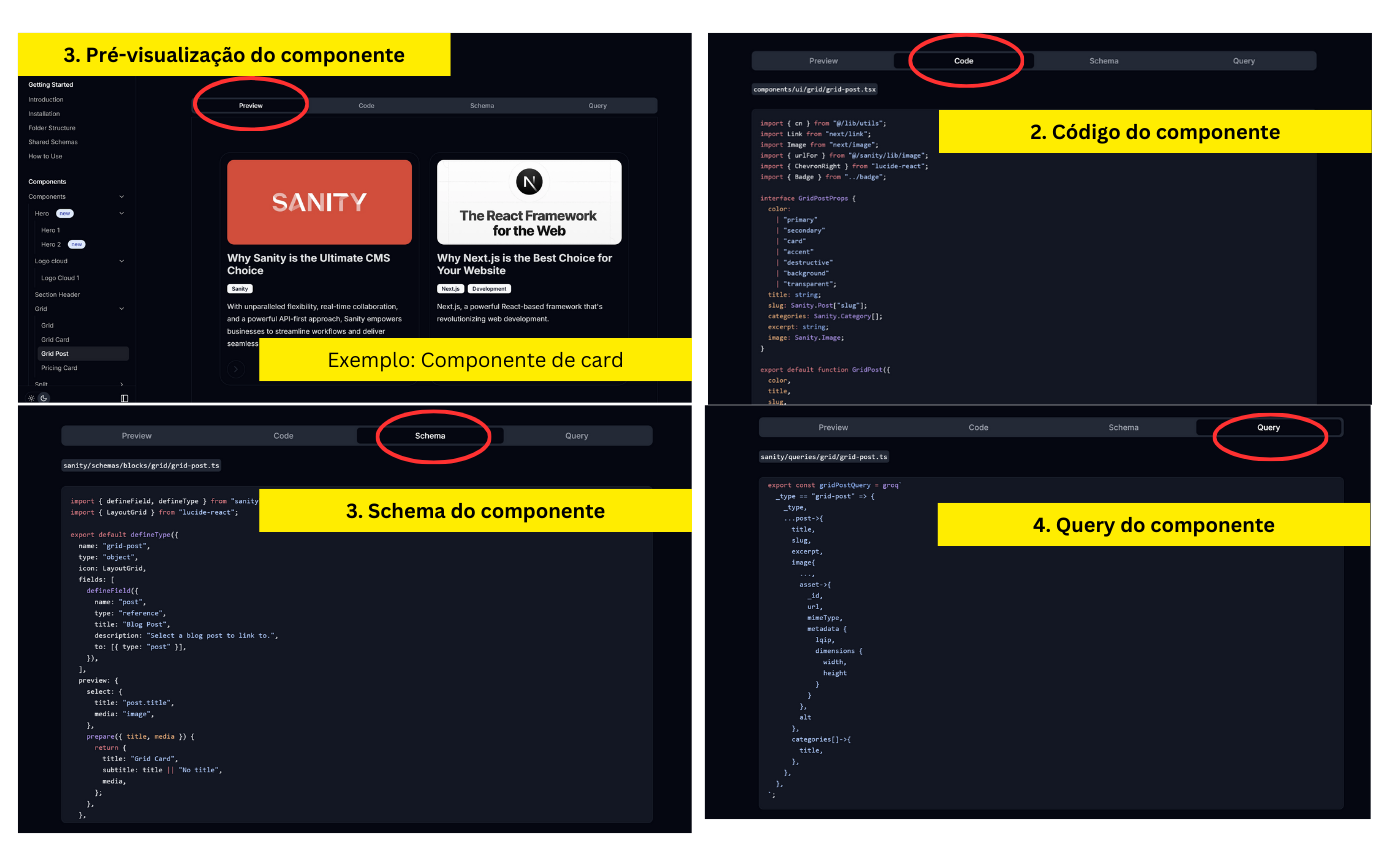 3. Pré-visualização do componente
Getting Started
Introduction
Installation
Folder Structure
Shared Schemas
How to Use
Components
Components
Hero new
Hero 1
Hero 2 new
Logo cloud
Logo Cloud 1
Section Header
Grid
Grid
Grid Card
Grid Post
Pricing Card
Split
Preview Code Schema Query
SANITY
Why Sanity is the Ultimate CMS
Choice
Sanity
With unparalleled flexibility, real-time collaboration,
and a powerful API-first approach, Sanity empowers
businesses to streamline workflows and deliver
seamless
N
The React Framework
for the Web
Why Next.js is the Best Choice for
Your Website
Next.js Development
Next.js, a powerful React-based framework that's
revolutionizing web development.
Exemplo: Componente de card
Preview Code Schema Query
components/ui/grid/grid-post.tsx
2. Código do componente
import { cn } from "@/lib/utils";
import Link from "next/link";
import Image from "next/image";
import { urlFor } from "@/sanity/lib/image";
import { ChevronRight } from "lucide-react";
import { Badge } from "../badge";
interface GridPostProps {
color:
| "primary"
| "secondary"
| "card"
| "accent"
| "destructive"
| "background"
| "transparent";
title: string;
slug: Sanity.Post["slug"];
categories: Sanity.Category[];
excerpt: string;
image: Sanity.Image;
}
export default function GridPost({
color,
title,
slug,
Preview Code Schema Query
sanity/schemas/blocks/grid/grid-post.ts
3. Schema do componente
import { defineField, defineType } from "sanity
import { LayoutGrid } from "lucide-react";
export default defineType({
name: "grid-post",
type: "object",
icon: LayoutGrid,
fields: [
defineField({
name: "post",
type: "reference",
title: "Blog Post",
description: "Select a blog post to link to.",
to: [{ type: "post" }],
}),
],
preview: {
select: {
title: "post.title",
media: "image",
},
prepare({ title, media }) {
return {
title: "Grid Card",
subtitle: title || "No title",
media,
};
},
},
Preview Code Schema Query
sanity/queries/grid/grid-post.ts
4. Query do componente
export const gridPostQuery = groq`
_type == "grid-post" => {
_type,
...post->{
title,
slug,
excerpt,
image{
...,
asset->{
_id,
url,
mimeType,
metadata {
lqip,
dimensions {
width,
height
}
}
},
alt
},
categories[]->{
title,
},
},
},
`;